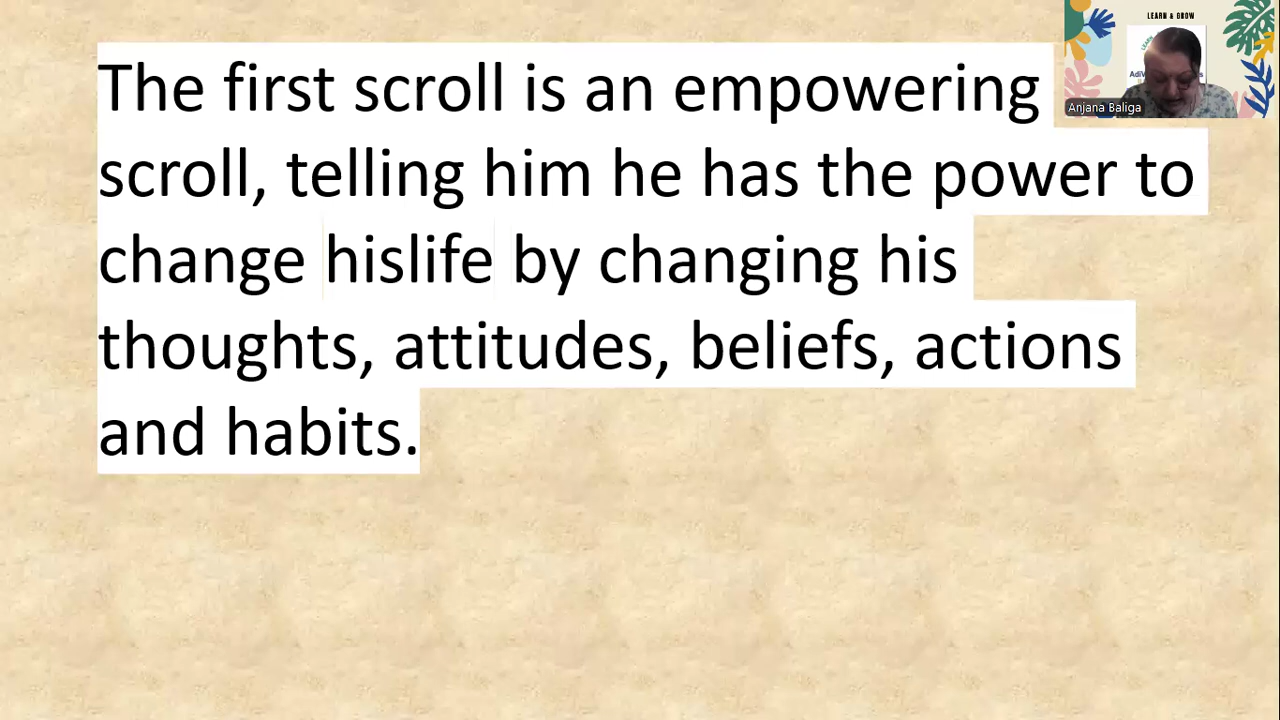 LEARN & GROW
Anjana Baliga
The first scroll is an empowering
scroll, telling him he has the power to
change hislife by changing his
thoughts, attitudes, beliefs, actions
and habits.